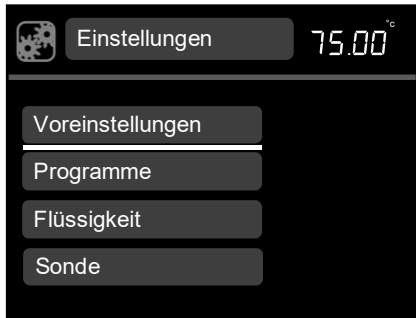 Einstellungen 75.00°C
Voreinstellungen
Programme
Flüssigkeit
Sonde